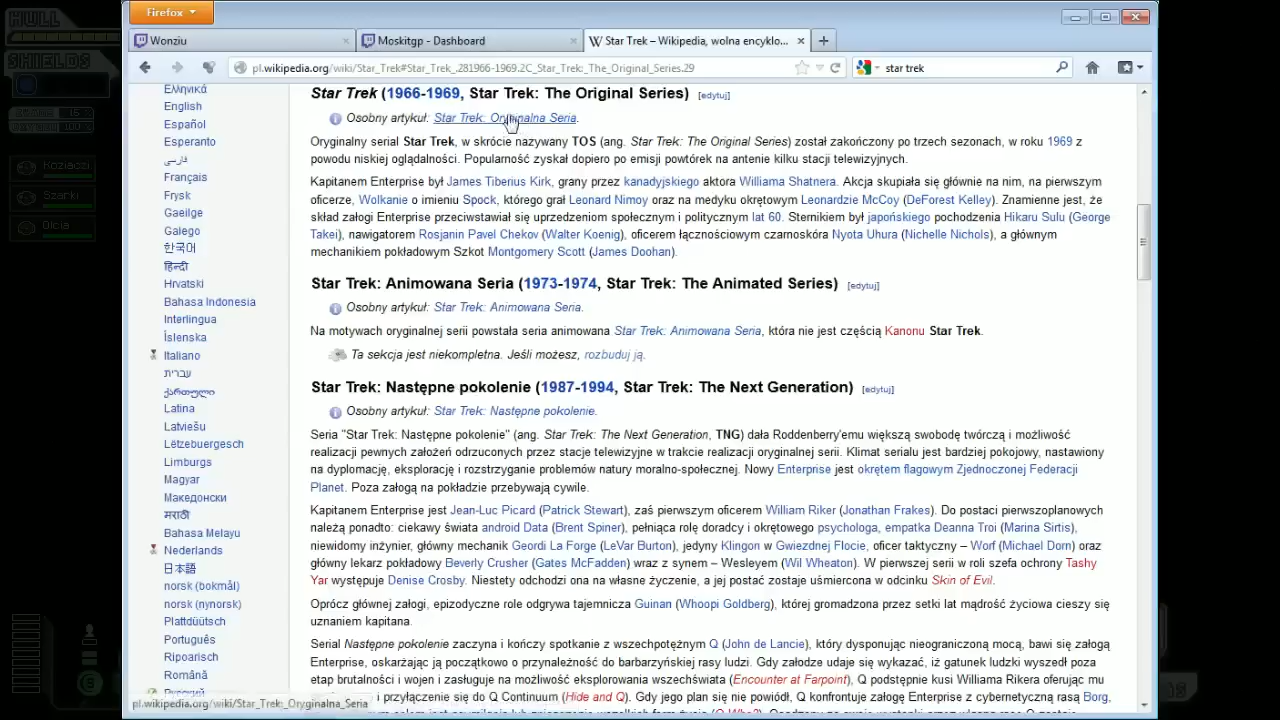 HULL
SHIELDS
Koziaczi
Szarki
Olcia
Firefox
Wonziu
Moskitgp - Dashboard
Star Trek – Wikipedia, wolna encyklo...
pl.wikipedia.org/wiki/Star_Trek#Star_Trek_.281966-1969.2C_Star_Trek:_The_Original_Series.29
star trek
Ελληνικά
English
Español
Esperanto
فارسی
Français
Frysk
Gaeilge
Galego
한국어
हिन्दी
Hrvatski
Bahasa Indonesia
Interlingua
Íslenska
Italiano
עברית
ქართული
Latina
Latviešu
Lëtzebuergesch
Limburgs
Magyar
Македонски
मराठी
Bahasa Melayu
Nederlands
日本語
norsk (bokmål)
norsk (nynorsk)
Plattdüütsch
Português
Ripoarisch
Română
Русский
Star Trek (1966-1969, Star Trek: The Original Series) [edytuj]
Osobny artykuł: Star Trek: Oryginalna Seria.
Oryginalny serial Star Trek, w skrócie nazywany TOS (ang. Star Trek: The Original Series) został zakończony po trzech sezonach, w roku 1969 z
powodu niskiej oglądalności. Popularność zyskał dopiero po emisji powtórek na antenie kilku stacji telewizyjnych.
Kapitanem Enterprise był James Tiberius Kirk, grany przez kanadyjskiego aktora Williama Shatnera. Akcja skupiała się głównie na nim, na pierwszym
oficerze, Wolkanie o imieniu Spock, którego grał Leonard Nimoy oraz na medyku okrętowym Leonardzie McCoy (DeForest Kelley). Znamienne jest, że
skład załogi Enterprise przeciwstawiał się uprzedzeniom społecznym i politycznym lat 60. Sternikiem był japońskiego pochodzenia Hikaru Sulu (George
Takei), nawigatorem Rosjanin Pavel Chekov (Walter Koenig), oficerem łącznościowym czarnoskóra Nyota Uhura (Nichelle Nichols), a głównym
mechanikiem pokładowym Szkot Montgomery Scott (James Doohan).
Star Trek: Animowana Seria (1973-1974, Star Trek: The Animated Series) [edytuj]
Osobny artykuł: Star Trek: Animowana Seria.
Na motywach oryginalnej serii powstała seria animowana Star Trek: Animowana Seria, która nie jest częścią Kanonu Star Trek.
Ta sekcja jest niekompletna. Jeśli możesz, rozbuduj ją.
Star Trek: Następne pokolenie (1987-1994, Star Trek: The Next Generation) [edytuj]
Osobny artykuł: Star Trek: Następne pokolenie.
Seria "Star Trek: Następne pokolenie" (ang. Star Trek: The Next Generation, TNG) dała Roddenberry'emu większą swobodę twórczą i możliwość
realizacji pewnych założeń odrzuconych przez stacje telewizyjne w trakcie realizacji oryginalnej serii. Klimat serialu jest bardziej pokojowy, nastawiony
na dyplomację, eksplorację i rozstrzyganie problemów natury moralno-społecznej. Nowy Enterprise jest okrętem flagowym Zjednoczonej Federacji
Planet. Poza załogą na pokładzie przebywają cywile.
Kapitanem Enterprise jest Jean-Luc Picard (Patrick Stewart), zaś pierwszym oficerem William Riker (Jonathan Frakes). Do postaci pierwszoplanowych
należą ponadto: ciekawy świata android Data (Brent Spiner), pełniąca rolę doradcy i okrętowego psychologa, empatka Deanna Troi (Marina Sirtis),
niewidomy inżynier, główny mechanik Geordi La Forge (LeVar Burton), jedyny Klingon w Gwiezdnej Flocie, oficer taktyczny – Worf (Michael Dorn) oraz
główny lekarz pokładowy Beverly Crusher (Gates McFadden) wraz z synem – Wesleyem (Wil Wheaton). W pierwszej serii w roli szefa ochrony Tashy
Yar występuje Denise Crosby. Niestety odchodzi ona na własne życzenie, a jej postać zostaje uśmiercona w odcinku Skin of Evil.
Oprócz głównej załogi, epizodyczne role odgrywa tajemnicza Guinan (Whoopi Goldberg), której gromadzona przez setki lat mądrość życiowa cieszy się
uznaniem kapitana.
Serial Następne pokolenie zaczyna i kończy spotkanie z wszechpotężnym Q (John de Lancie), który dysponując nieograniczoną mocą, bawi się załogą
Enterprise, oskarżając ją początkowo o przynależność do barbarzyńskiej rasy ludzi. Gdy załodze udaje się wykazać, iż gatunek ludzki wyszedł poza
etap brutalności i wojen i zasługuje na możliwość eksplorowania wszechświata (Encounter at Farpoint), Q podstępnie kusi Williama Rikera oferując mu
i przyłączenie się do Q Continuum (Hide and Q). Gdy jego plan się nie powiódł, Q konfrontuje załogę Enterprise z cybernetyczną rasą Borg,
pl.wikipedia.org/wiki/Star_Trek:_Oryginalna_Seria